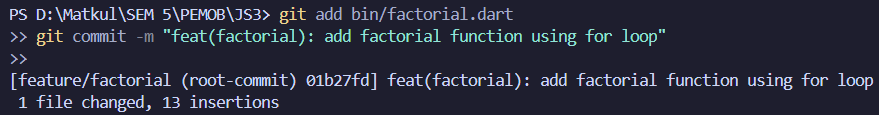 PS D:\Matkul\SEM 5\PEMOB\JS3> git add bin/factorial.dart
>> git commit -m "feat(factorial): add factorial function using for loop"
>>
[feature/factorial (root-commit) 01b27fd] feat(factorial): add factorial function using for loop
 1 file changed, 13 insertions